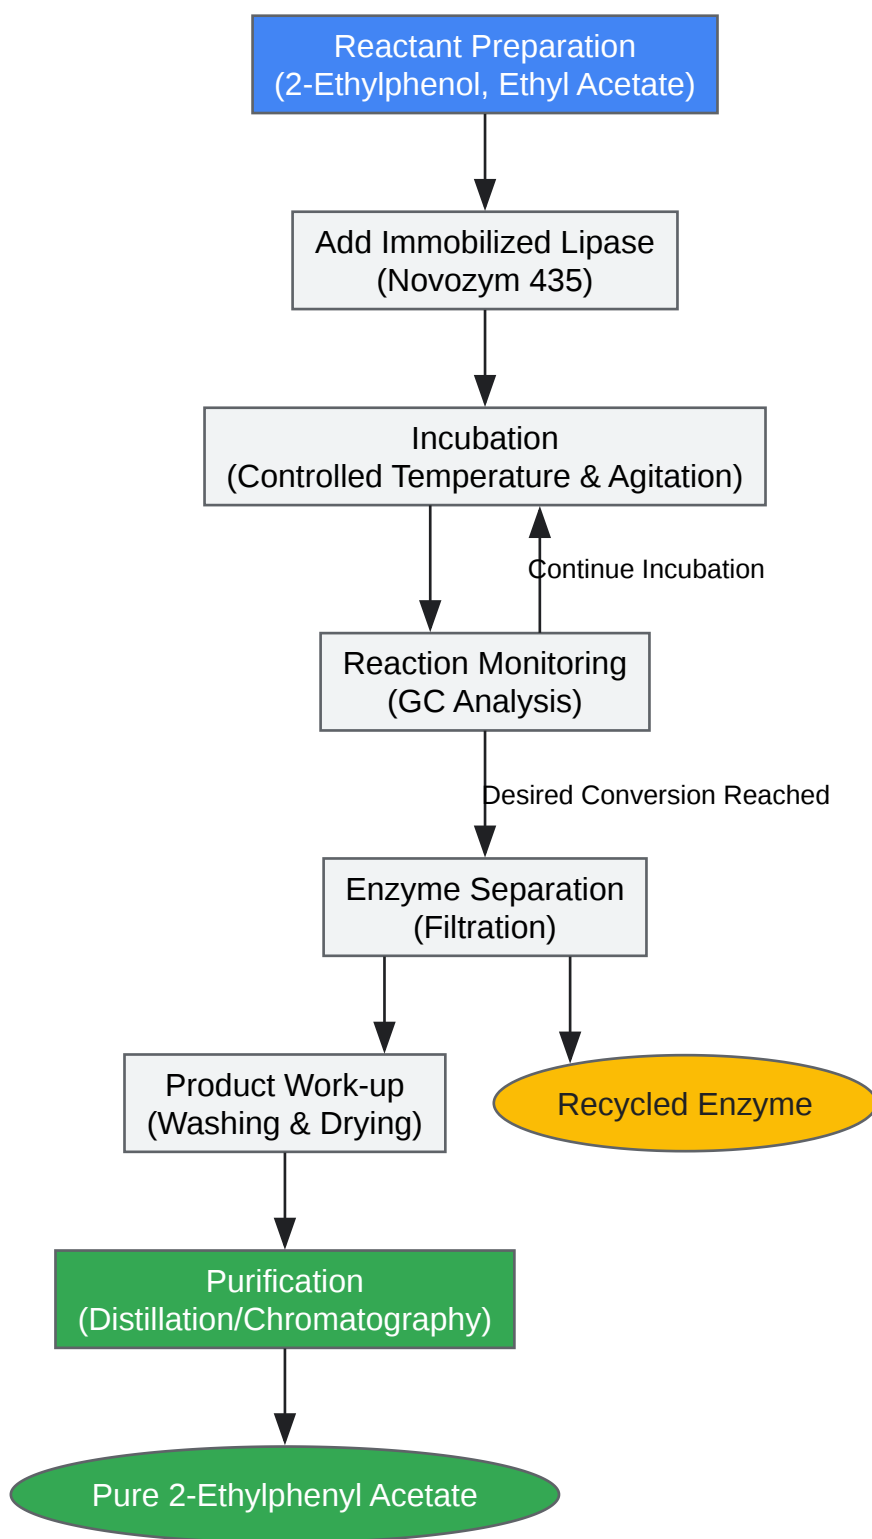 Reactant Preparation
(2-Ethylphenol, Ethyl Acetate)
Add Immobilized Lipase
(Novozym 435)
Incubation
(Controlled Temperature & Agitation)
Continue Incubation
Reaction Monitoring
(GC Analysis)
Desired Conversion Reached
Enzyme Separation
(Filtration)
Product Work-up
(Washing & Drying)
Recycled Enzyme
Purification
(Distillation/Chromatography)
Pure 2-Ethylphenyl Acetate